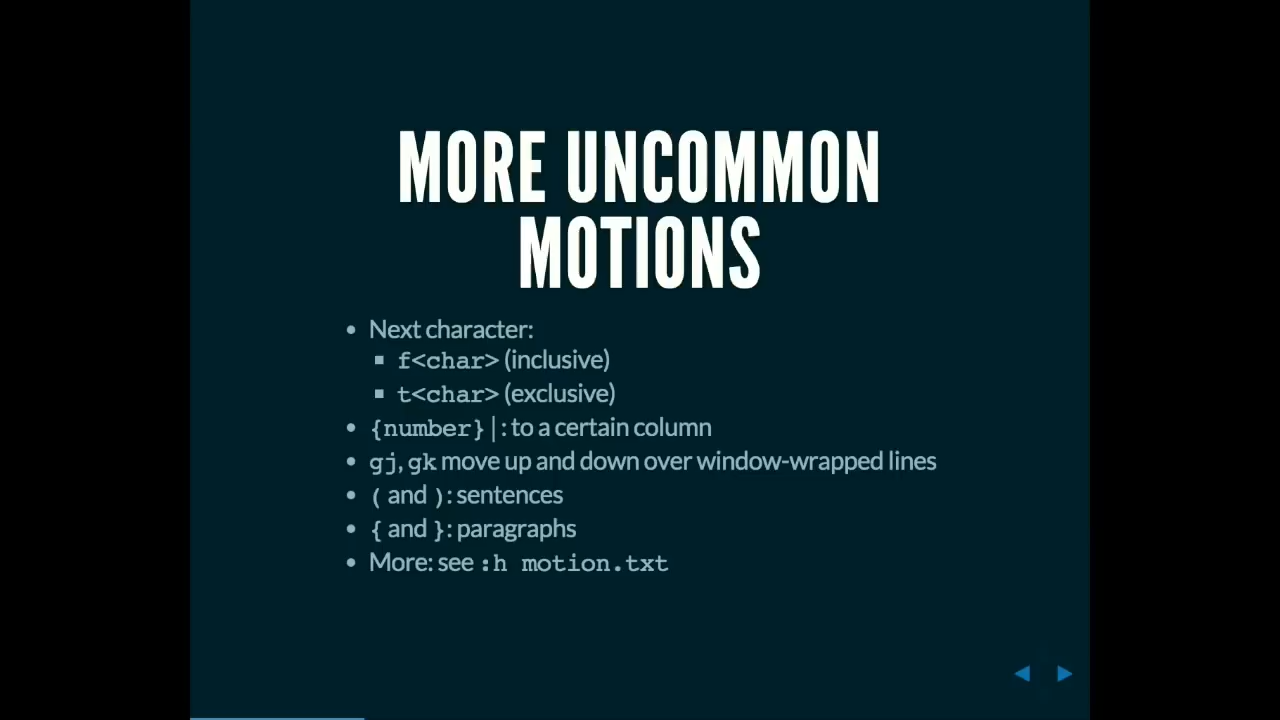 MORE UNCOMMON
MOTIONS
• Next character:
▪ f<char> (inclusive)
▪ t<char> (exclusive)
• {number}|: to a certain column
• gj, gk move up and down over window-wrapped lines
• ( and ): sentences
• { and }: paragraphs
• More: see :h motion.txt